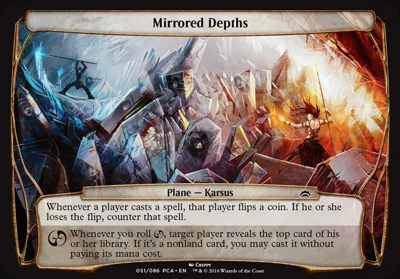 Mirrored Depths
Plane — Karsus
Whenever a player casts a spell, that player flips a coin. If he or she
loses the flip, counter that spell.
Whenever you roll , target player reveals the top card of his
or her library. If it's a nonland card, you may cast it without
paying its mana cost.
051/086 PCA • EN ™ & © 2016 Wizards of the Coast
Crippy